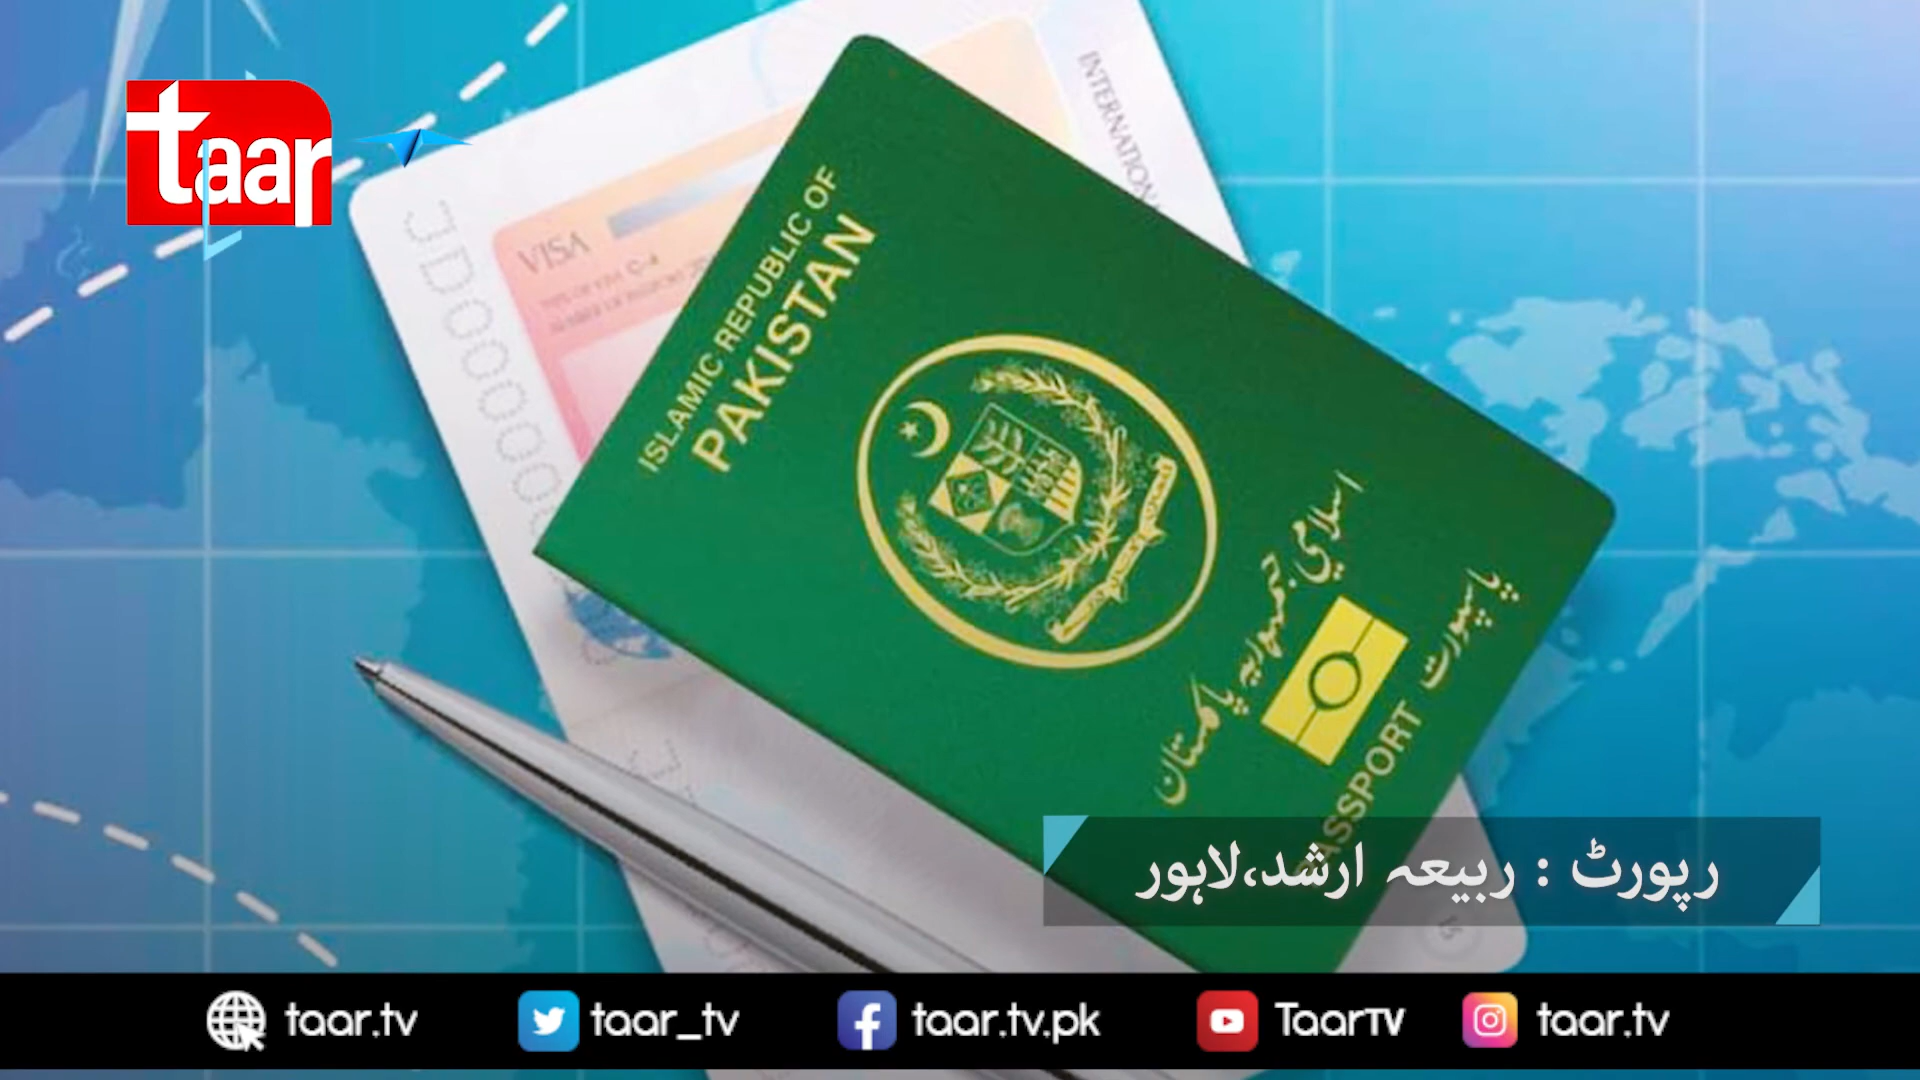 taar
INTERNATION
VISA
ISLAMIC REPUBLIC OF
PAKISTAN
اسلامي جمہوریہ پاکستان
پاسپورٹ
PASSPORT
رپورٹ : ربیعہ ارشد،لاہور
taar.tv
taar_tv
taar.tv.pk
TaarTV
taar.tv